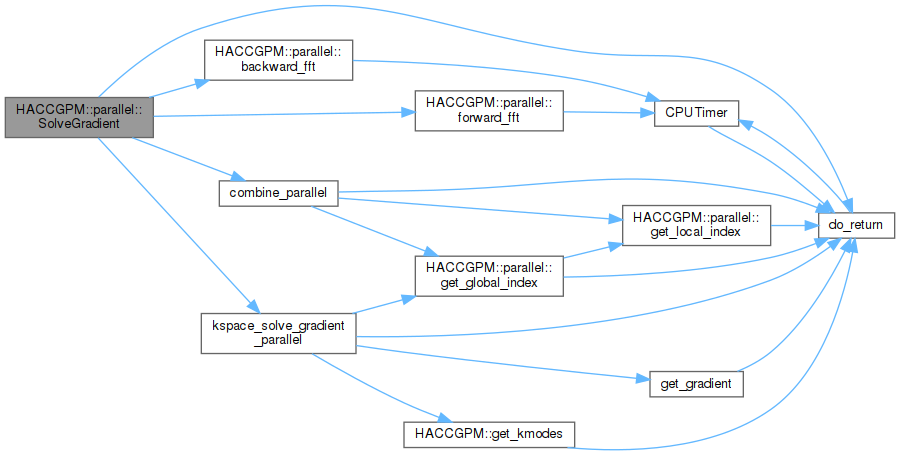 HACCGPM::parallel::
SolveGradient
HACCGPM::parallel::
backward_fft
HACCGPM::parallel::
forward_fft
CPUTimer
combine_parallel
HACCGPM::parallel::
get_local_index
do_return
HACCGPM::parallel::
get_global_index
kspace_solve_gradient
_parallel
get_gradient
HACCGPM::get_kmodes